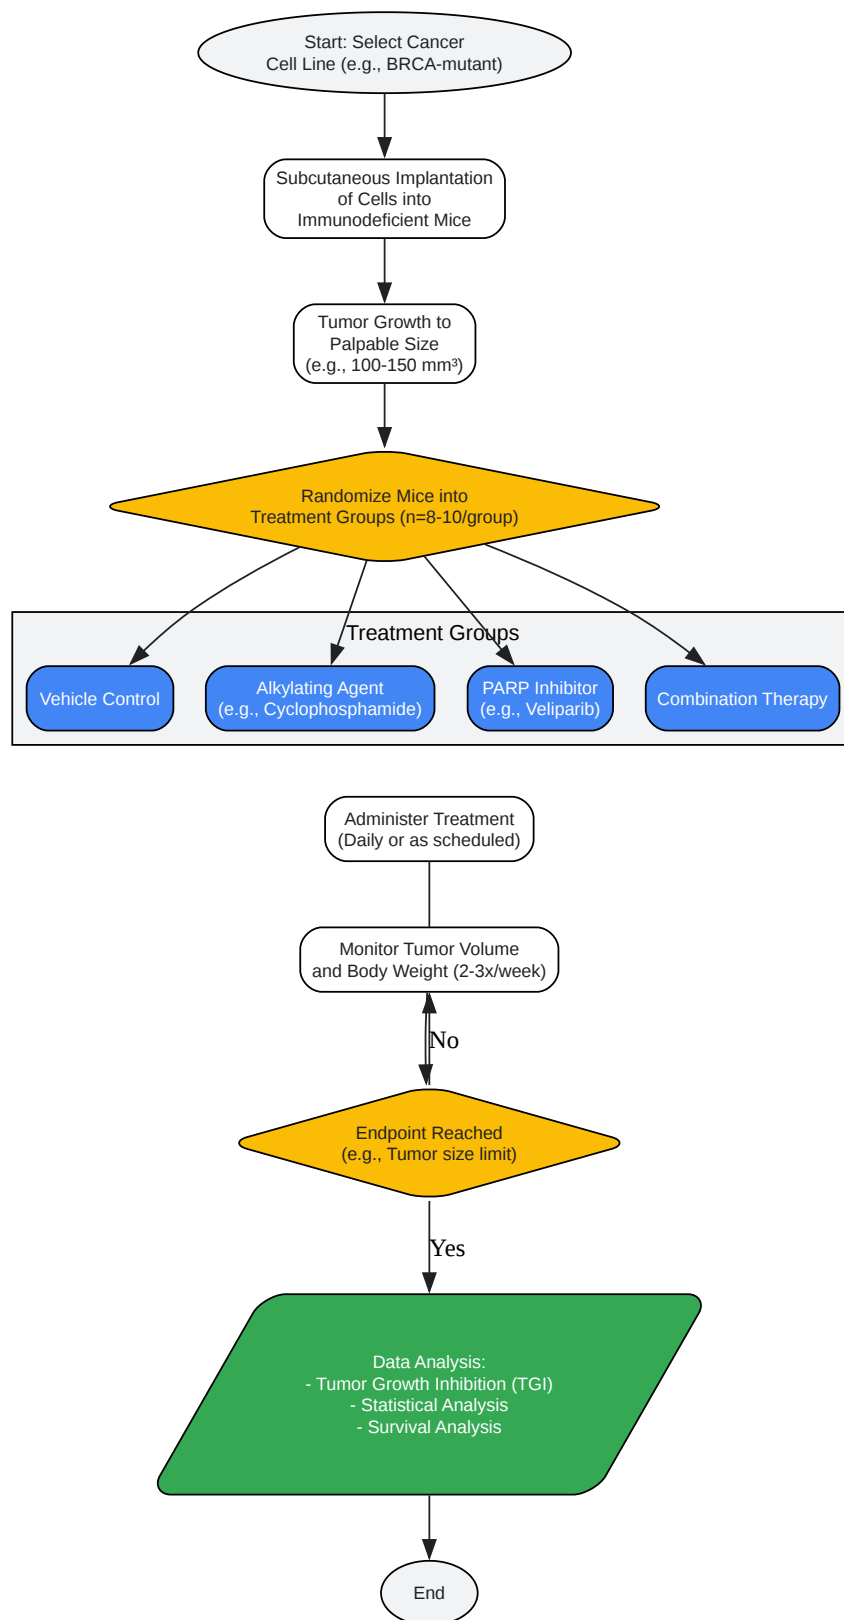 Start: Select Cancer
Cell Line (e.g., BRCA-mutant)
Subcutaneous Implantation
of Cells into
Immunodeficient Mice
Tumor Growth to
Palpable Size
(e.g., 100-150 mm³)
Randomize Mice into
Treatment Groups (n=8-10/group)
Treatment Groups
Vehicle Control
Alkylating Agent
(e.g., Cyclophosphamide)
PARP Inhibitor
(e.g., Veliparib)
Combination Therapy
Administer Treatment
(Daily or as scheduled)
Monitor Tumor Volume
and Body Weight (2-3x/week)
No
Endpoint Reached
(e.g., Tumor size limit)
Yes
Data Analysis:
- Tumor Growth Inhibition (TGI)
- Statistical Analysis
- Survival Analysis
End